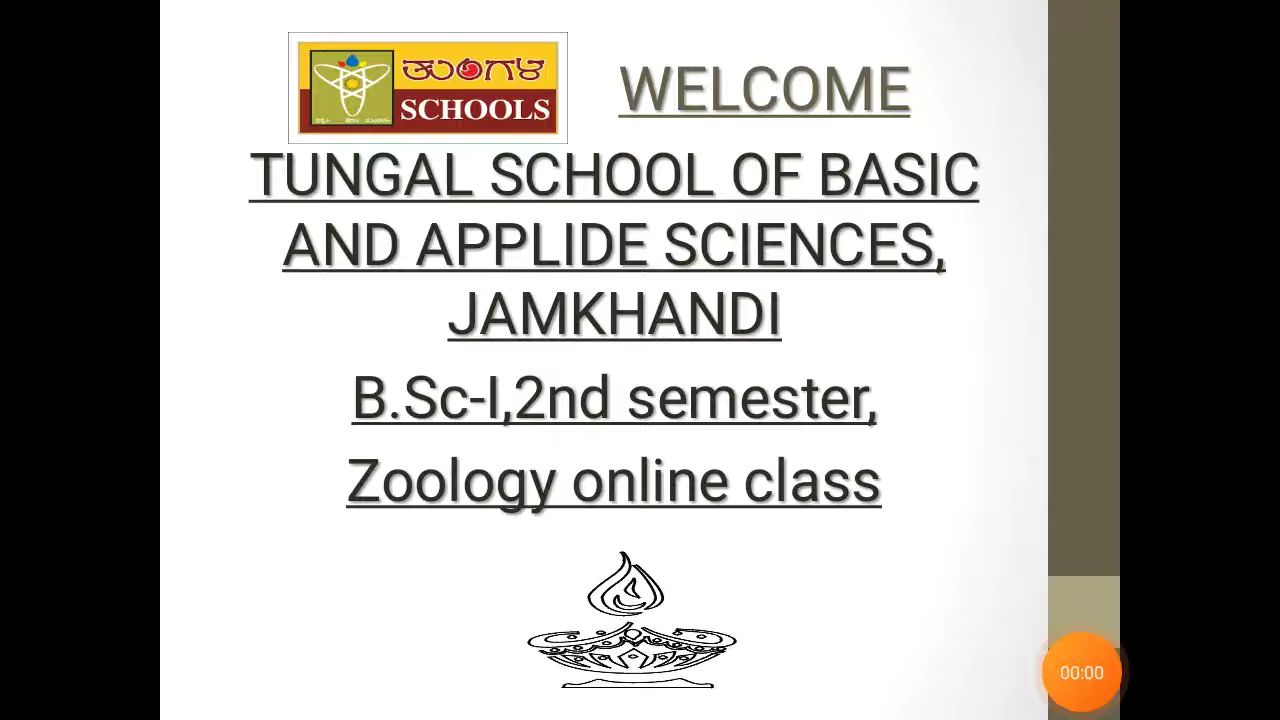 ತುಂಗಳ
SCHOOLS
WELCOME
TUNGAL SCHOOL OF BASIC
AND APPLIDE SCIENCES,
JAMKHANDI
B.Sc-I,2nd semester,
Zoology online class
00:00